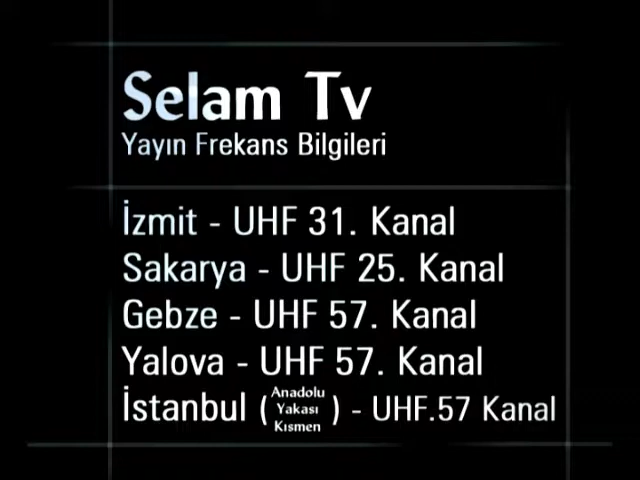 Selam Tv
Yayın Frekans Bilgileri
İzmit - UHF 31. Kanal
Sakarya - UHF 25. Kanal
Gebze - UHF 57. Kanal
Yalova - UHF 57. Kanal
İstanbul (Anadolu Yakası Kısmen) - UHF.57 Kanal